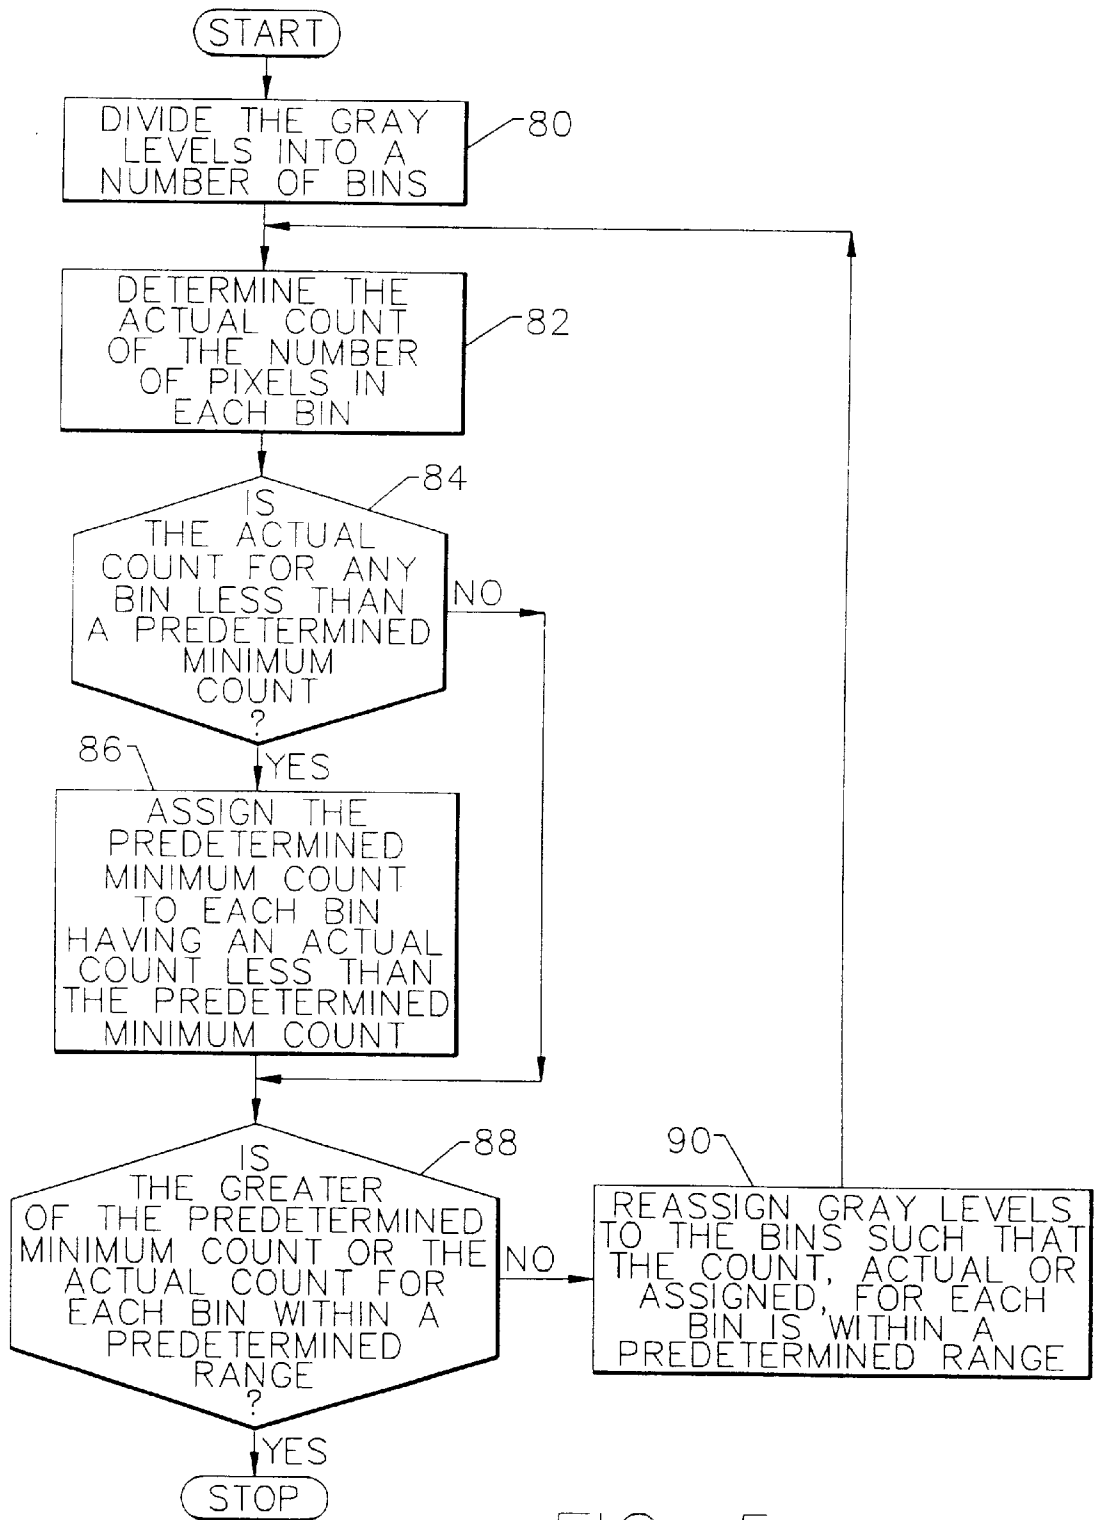 START
DIVIDE THE GRAY
LEVELS INTO A
NUMBER OF BINS
80
DETERMINE THE
ACTUAL COUNT
OF THE NUMBER
OF PIXELS IN
EACH BIN
82
84
IS
THE ACTUAL
COUNT FOR ANY
BIN LESS THAN
A PREDETERMINED
MINIMUM
COUNT
?
NO
YES
86
ASSIGN THE
PREDETERMINED
MINIMUM COUNT
TO EACH BIN
HAVING AN ACTUAL
COUNT LESS THAN
THE PREDETERMINED
MINIMUM COUNT
88
IS
THE GREATER
OF THE PREDETERMINED
MINIMUM COUNT OR THE
ACTUAL COUNT FOR
EACH BIN WITHIN A
PREDETERMINED
RANGE
?
NO
YES
90
REASSIGN GRAY LEVELS
TO THE BINS SUCH THAT
THE COUNT, ACTUAL OR
ASSIGNED, FOR EACH
BIN IS WITHIN A
PREDETERMINED RANGE
STOP